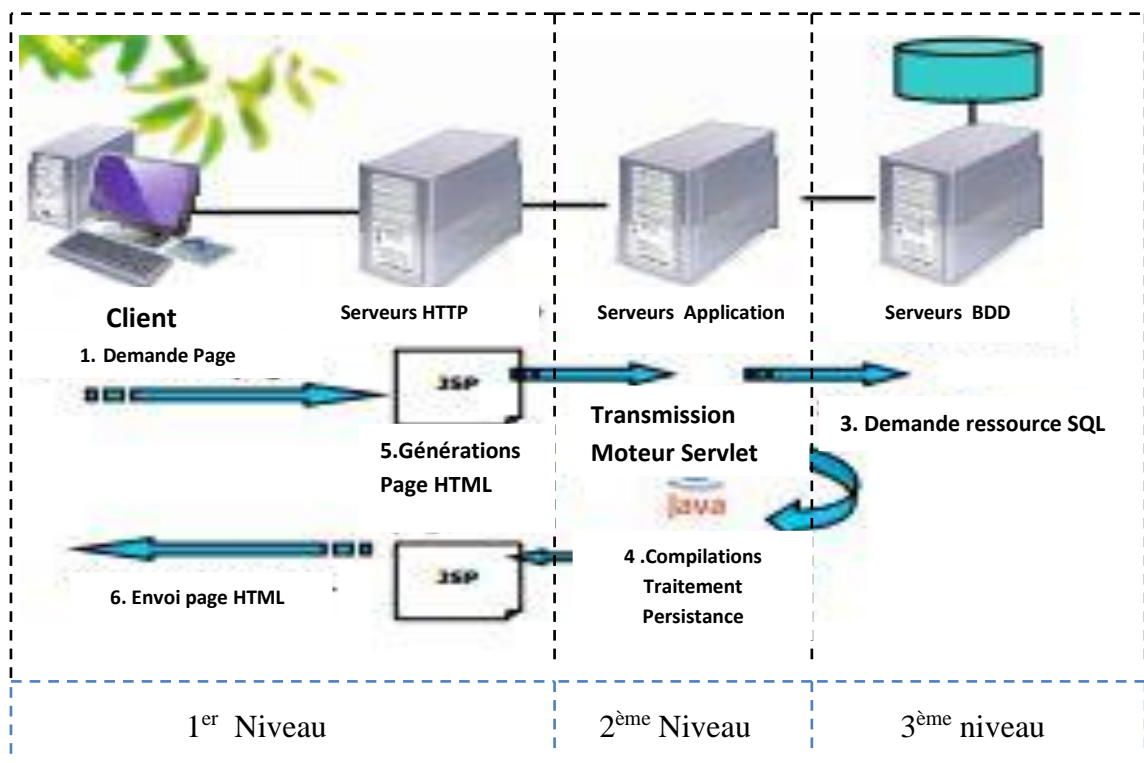 Client
Serveurs HTTP
Serveurs Application
Serveurs BDD
1. Demande Page
JSP
Transmission
Moteur Servlet
3. Demande ressource SQL
5.Générations
Page HTML
java
4 .Compilations
Traitement
Persistance
JSP
6. Envoi page HTML
1er Niveau
2ème Niveau
3ème niveau